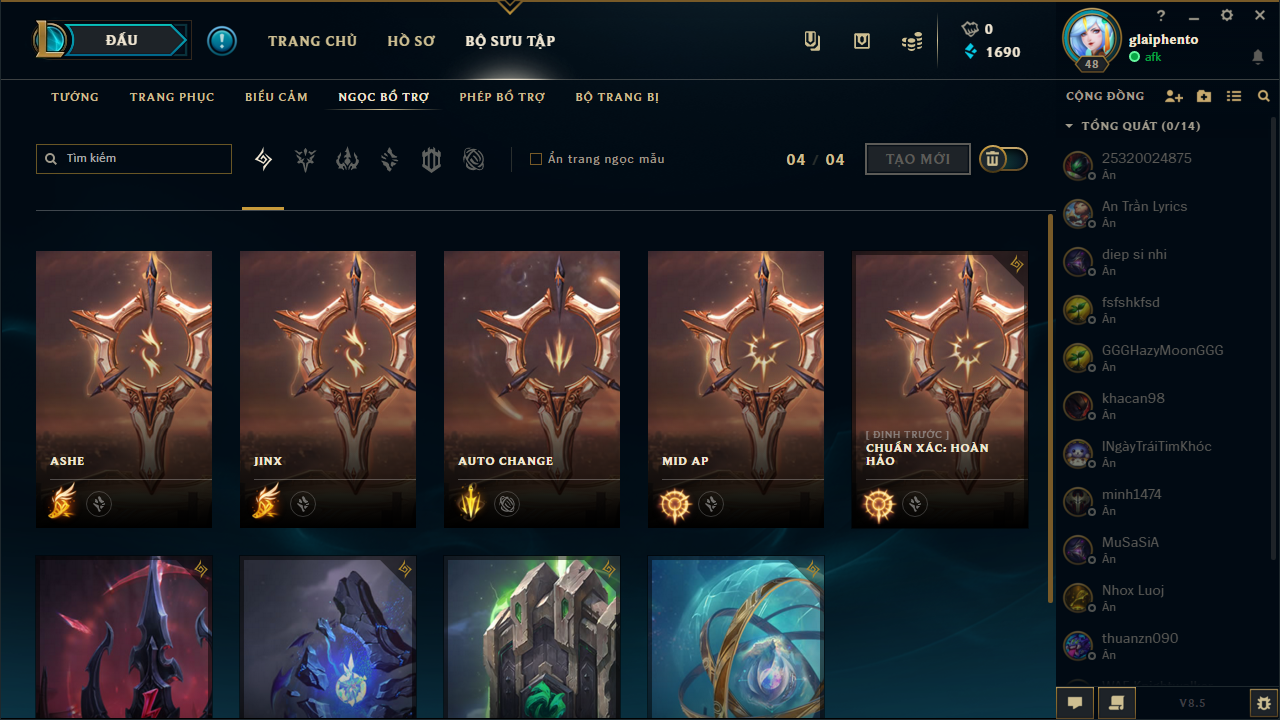 ĐẤU
!
TRANG CHỦ
HỒ SƠ
BỘ SƯU TẬP
0
1690
?
48
glaiphento
afk
TƯỚNG
TRANG PHỤC
BIỂU CẢM
NGỌC BỔ TRỢ
PHÉP BỔ TRỢ
BỘ TRANG BỊ
CỘNG ĐỒNG
Tìm kiếm
Ẩn trang ngọc mẫu
04 / 04
TẠO MỚI
TỔNG QUÁT (0/14)
25320024875
Ẩn
An Trần Lyrics
Ẩn
diep si nhi
Ẩn
fsfshkfsd
Ẩn
GGGHazyMoonGGG
Ẩn
khacan98
Ẩn
lNgàyTráiTimKhóc
Ẩn
minh1474
Ẩn
MuSaSiA
Ẩn
Nhox Luoj
Ẩn
thuanzn090
Ẩn
ASHE
JINX
AUTO CHANGE
MID AP
[ ĐỊNH TRƯỚC ]
CHUẨN XÁC: HOÀN
HẢO
V8.5